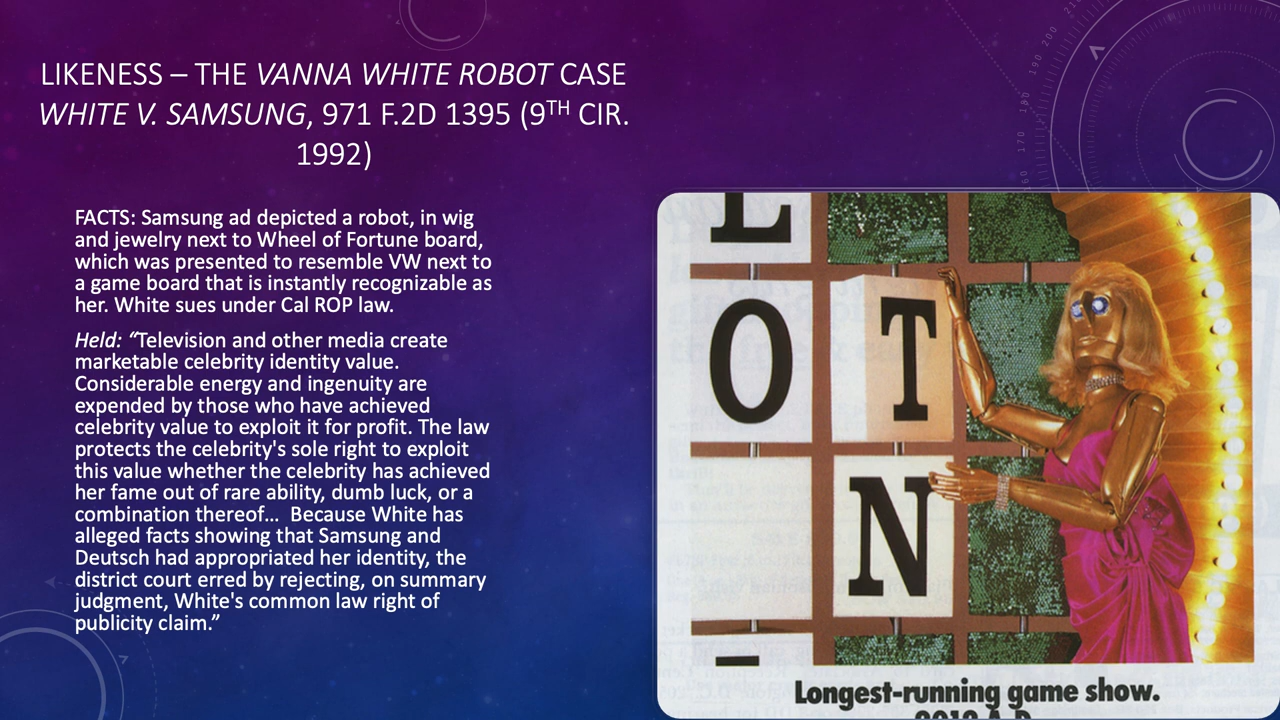 LIKENESS – THE VANNA WHITE ROBOT CASE
WHITE V. SAMSUNG, 971 F.2D 1395 (9TH CIR.
1992)
FACTS: Samsung ad depicted a robot, in wig
and jewelry next to Wheel of Fortune board,
which was presented to resemble VW next to
a game board that is instantly recognizable as
her. White sues under Cal ROP law.
Held: “Television and other media create
marketable celebrity identity value.
Considerable energy and ingenuity are
expended by those who have achieved
celebrity value to exploit it for profit. The law
protects the celebrity's sole right to exploit
this value whether the celebrity has achieved
her fame out of rare ability, dumb luck, or a
combination thereof… Because White has
alleged facts showing that Samsung and
Deutsch had appropriated her identity, the
district court erred by rejecting, on summary
judgment, White's common law right of
publicity claim.”
L
O T
N
Longest-running game show.
2012 A.D.
210
200
190
180
170
160